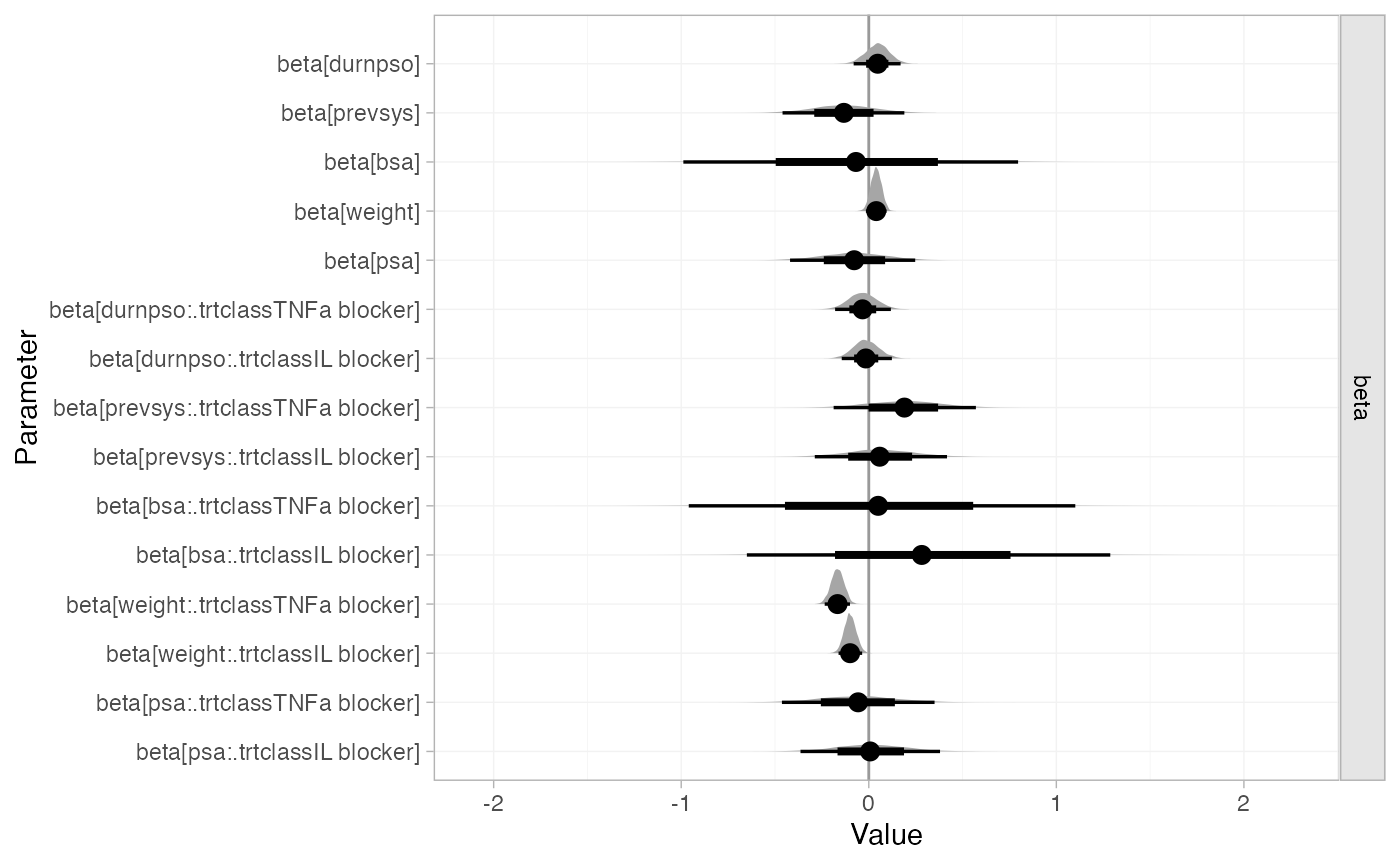 beta[durnpso]
beta[prevsys]
beta[bsa]
beta[weight]
beta[psa]
beta[durnpso:.trtclassTNFa blocker]
beta[durnpso:.trtclassIL blocker]
beta[prevsys:.trtclassTNFa blocker]
beta[prevsys:.trtclassIL blocker]
beta[bsa:.trtclassTNFa blocker]
beta[bsa:.trtclassIL blocker]
beta[weight:.trtclassTNFa blocker]
beta[weight:.trtclassIL blocker]
beta[psa:.trtclassTNFa blocker]
beta[psa:.trtclassIL blocker]
Parameter
beta
-2 -1 0 1 2
Value